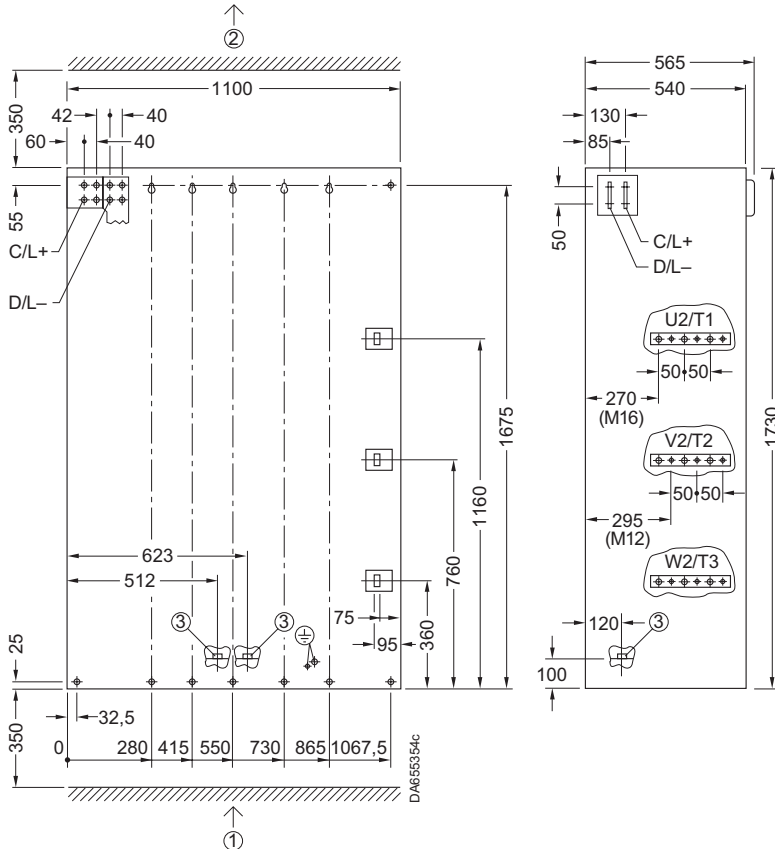 ②
350
1100
42 40
60 40
55
C/L+
D/L–
623
512
③ ③
75
95
360
760
1160
1675
25
350
32,5
0 280 415 550 730 865 1067,5
DA655354c
①
565
540
130
85
50
C/L+
D/L–
U2/T1
50 50
270
(M16)
V2/T2
50 50
295
(M12)
W2/T3
120 ③
100
1730